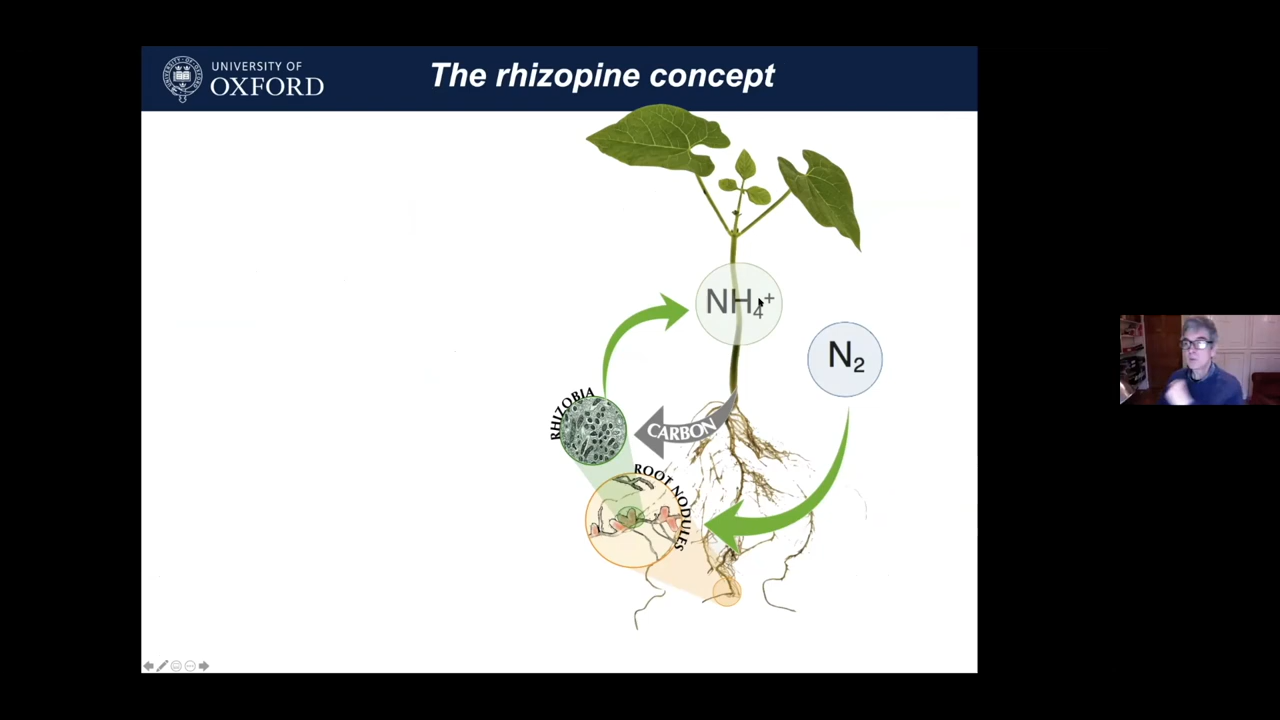 UNIVERSITY OF
OXFORD
The rhizopine concept
NH₄⁺
N₂
RHIZOBIA
CARBON
ROOT NODULES